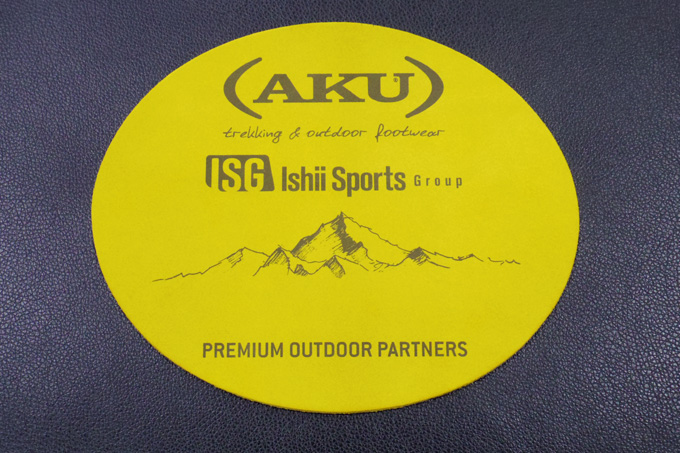 (AKU)
trekking & outdoor footwear
ISG Ishii Sports Group
PREMIUM OUTDOOR PARTNERS